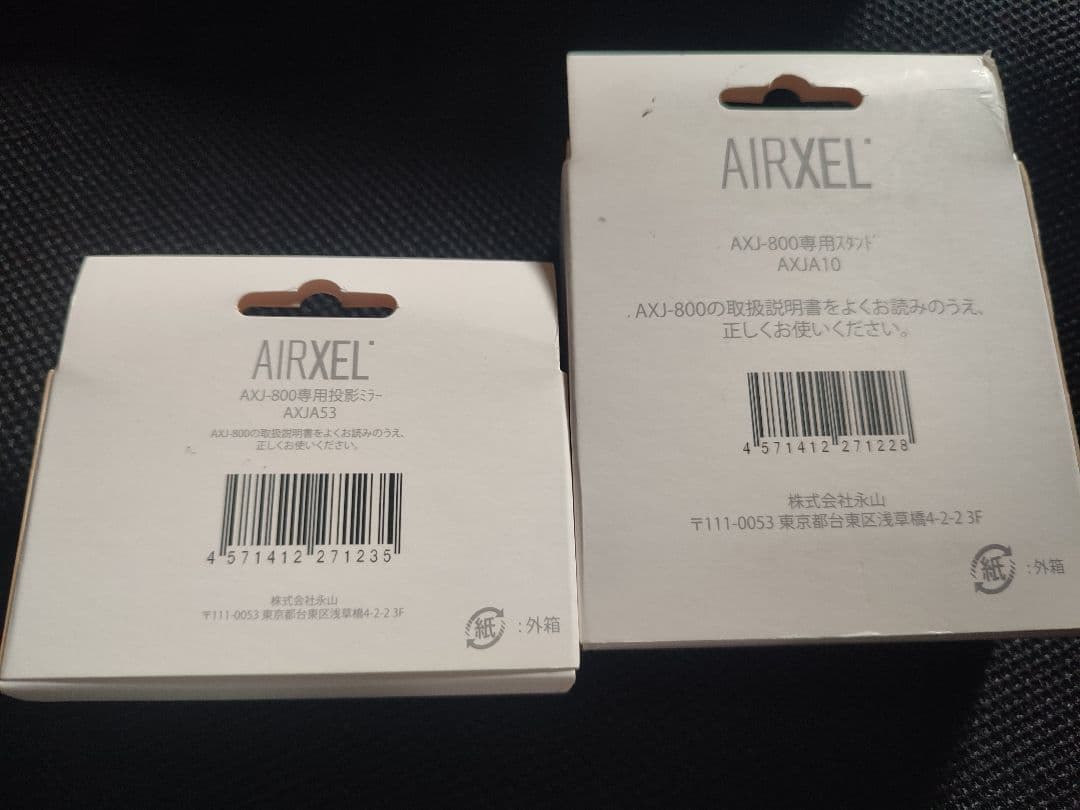 AIRXEL
AXJ-800専用投影ミラー
AXJA53
AXJ-800の取扱説明書をよくお読みのうえ、
正しくお使いください。
4 571412 271235
株式会社永山
〒111-0053 東京都台東区浅草橋4-2-2 3F
紙 : 外箱
AIRXEL
AXJ-800専用スタンド
AXJA10
AXJ-800の取扱説明書をよくお読みのうえ、
正しくお使いください。
4 571412 271228
株式会社永山
〒111-0053 東京都台東区浅草橋4-2-2 3F
紙 : 外箱